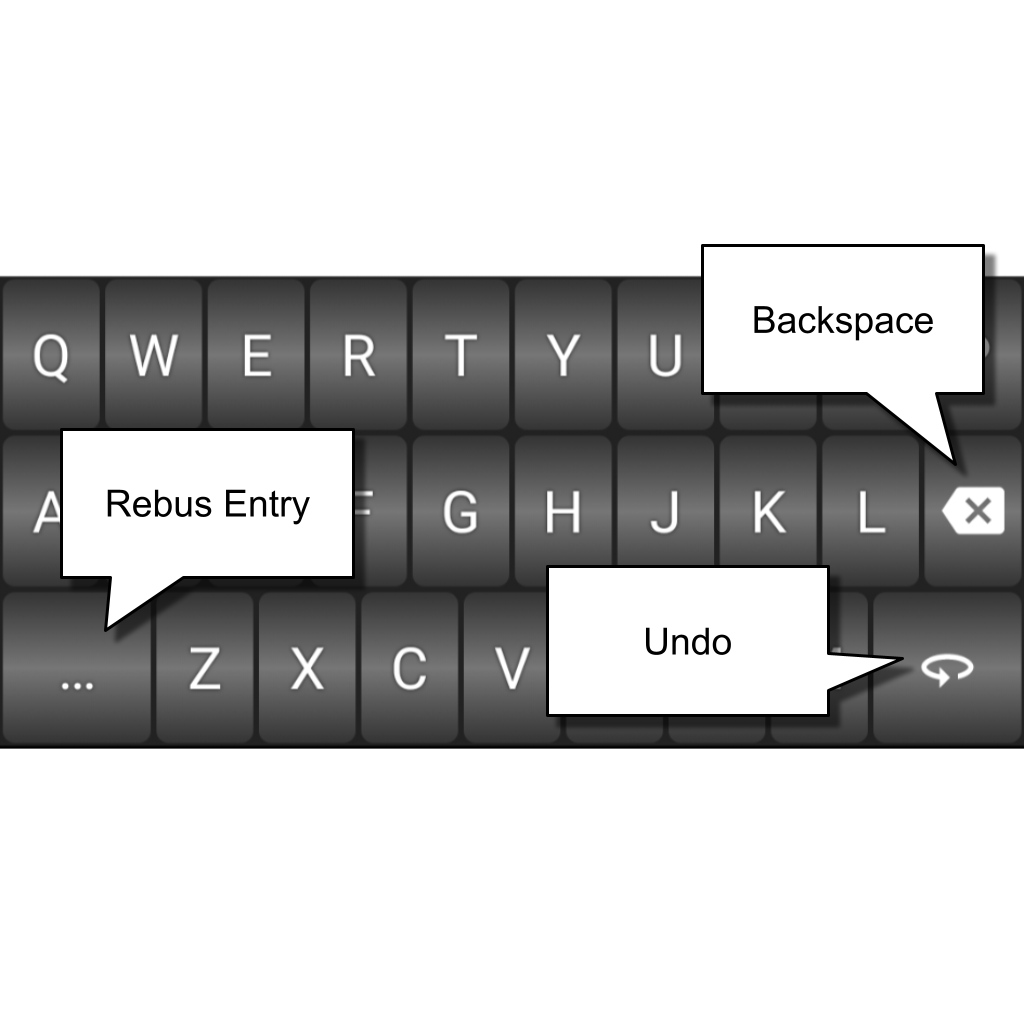 Backspace
Q W E R T Y U
Rebus Entry
A G H J K L
Undo
... Z X C V